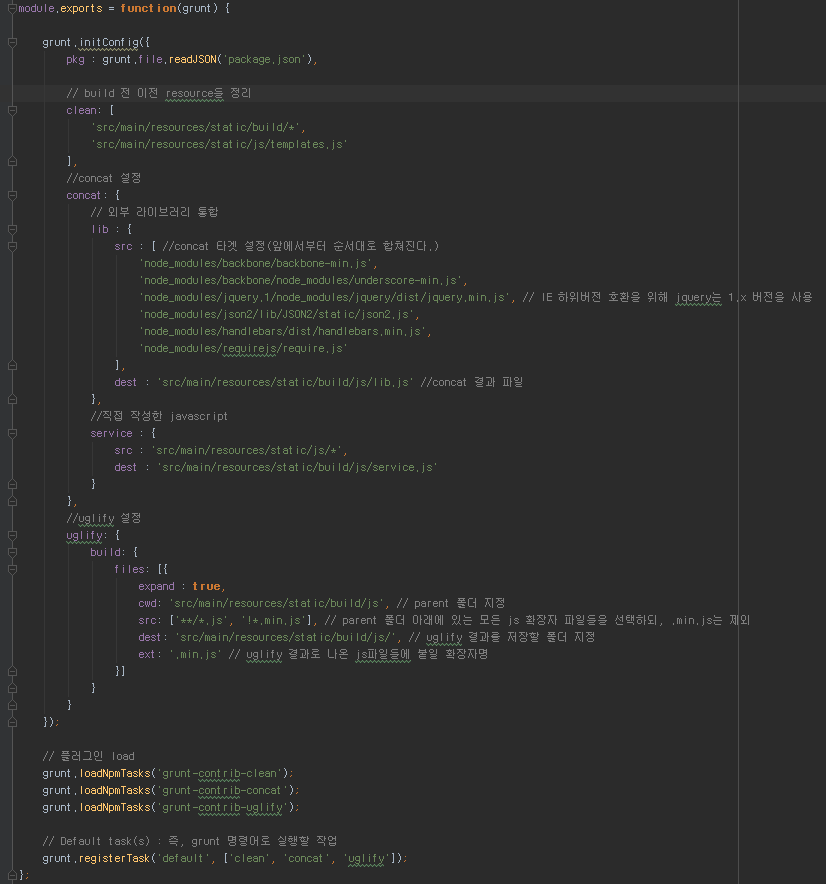 module.exports = function(grunt) {
grunt.initConfig({
pkg : grunt.file.readJSON('package.json'),
// build 전 이전 resource들 정리
clean: [
'src/main/resources/static/build/*',
'src/main/resources/static/js/templates.js'
],
//concat 설정
concat: {
// 외부 라이브러리 통합
lib : {
src : [ //concat 타겟 설정(앞에서부터 순서대로 합쳐진다.)
'node_modules/backbone/backbone-min.js',
'node_modules/backbone/node_modules/underscore-min.js',
'node_modules/jquery.1/node_modules/jquery/dist/jquery.min.js', // IE 하위버전 호환을 위해 jquery는 1.x 버전을 사용
'node_modules/json2/lib/JSON2/static/json2.js',
'node_modules/handlebars/dist/handlebars.min.js',
'node_modules/requirejs/require.js'
],
dest : 'src/main/resources/static/build/js/lib.js' //concat 결과 파일
},
//직접 작성한 javascript
service : {
src : 'src/main/resources/static/js/*',
dest : 'src/main/resources/static/build/js/service.js'
}
},
//uglify 설정
uglify: {
build: {
files: [{
expand : true,
cwd: 'src/main/resources/static/build/js', // parent 폴더 지정
src: ['**/*.js', '!*.min.js'], // parent 폴더 아래에 있는 모든 js 확장자 파일들을 선택하되, .min.js는 제외
dest: 'src/main/resources/static/build/js/', // uglify 결과를 저장할 폴더 지정
ext: '.min.js' // uglify 결과로 나온 js파일들에 붙일 확장자명
}]
}
}
});
// 플러그인 load
grunt.loadNpmTasks('grunt-contrib-clean');
grunt.loadNpmTasks('grunt-contrib-concat');
grunt.loadNpmTasks('grunt-contrib-uglify');
// Default task(s) : 즉, grunt 명령어로 실행할 작업
grunt.registerTask('default', ['clean', 'concat', 'uglify']);
};